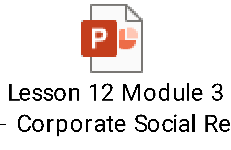 P
Lesson 12 Module 3
- Corporate Social Re